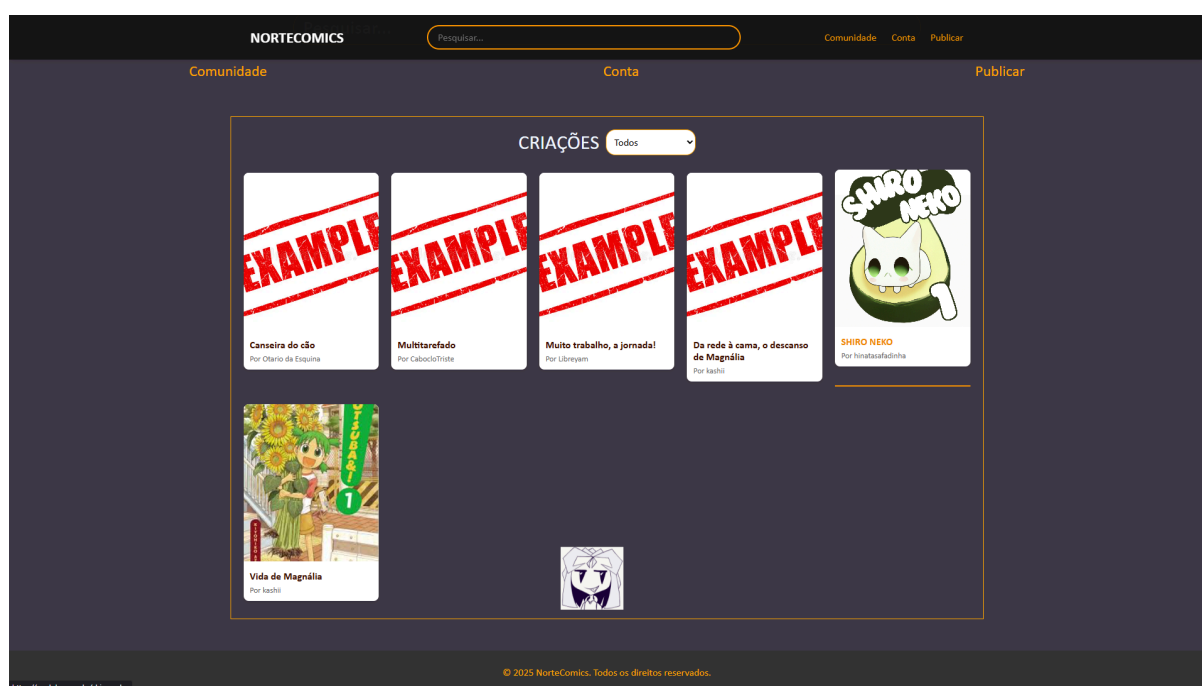 NORTECOMICS
Pesquisar...
Comunidade Conta Publicar
Comunidade Conta Publicar
CRIAÇÕES Todos
EXAMPLE EXAMPLE EXAMPLE EXAMPLE SHIRO NEKO
1
Canseira do cão
Por Otario da Esquina
Multitarefado
Por CabocloTriste
Muito trabalho, a jornada!
Por Libreyam
Da rede à cama, o descanso
de Magnália
Por kashii
SHIRO NEKO
Por hinatasafadinha
YOTSUBA&!
1
Vida de Magnália
Por kashii
© 2025 NorteComics. Todos os direitos reservados.